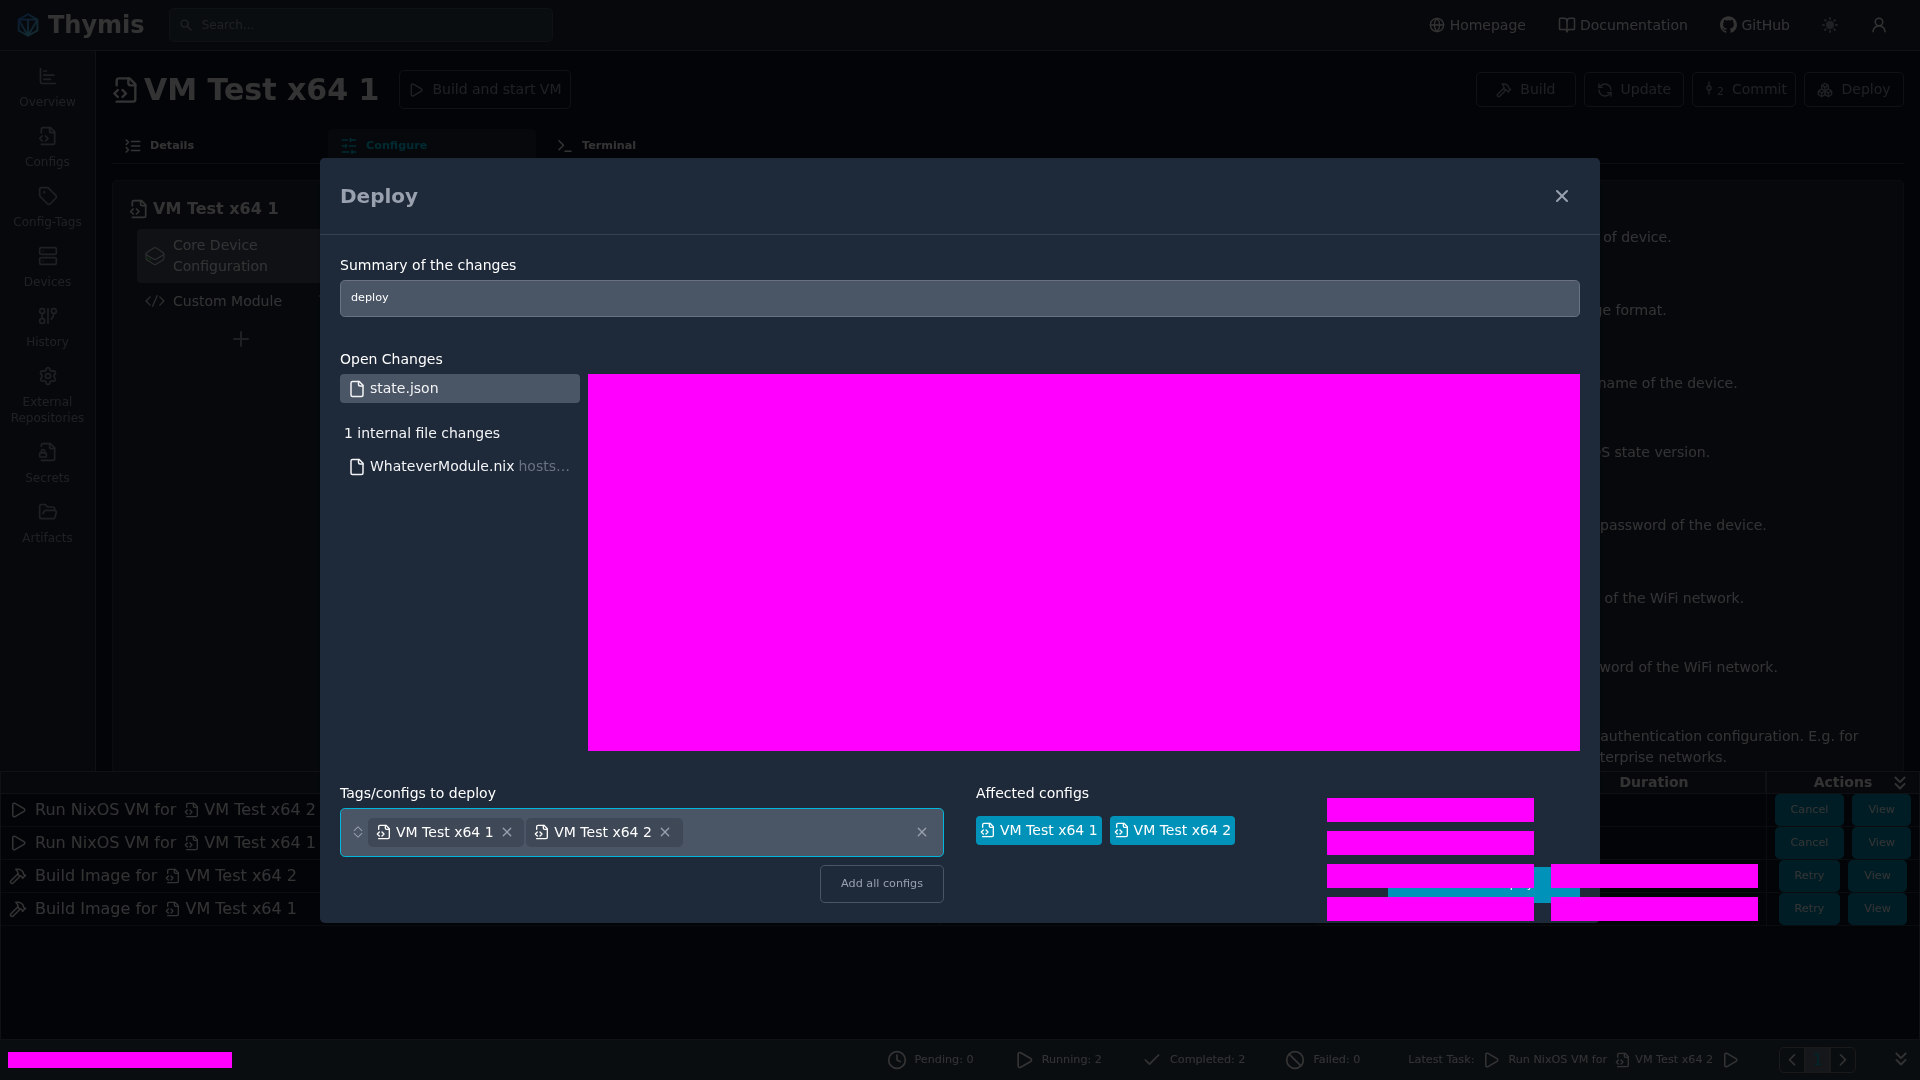 Thymis
Search...
Homepage
Documentation
GitHub
Overview
Configs
Config-Tags
Devices
History
External
Repositories
Secrets
Artifacts
VM Test x64 1
Build and start VM
Build
Update
2 Commit
Deploy
Details
Configure
Terminal
VM Test x64 1
Core Device
Configuration
Custom Module
of device.
format.
name of the device.
state version.
password of the device.
of the WiFi network.
of the WiFi network.
authentication configuration. E.g. for
networks.
Deploy
Summary of the changes
deploy
Open Changes
state.json
1 internal file changes
WhateverModule.nix hosts...
Tags/configs to deploy
VM Test x64 1
VM Test x64 2
Add all configs
Affected configs
VM Test x64 1
VM Test x64 2
Duration
Actions
Run NixOS VM for VM Test x64 2
Cancel
View
Run NixOS VM for VM Test x64 1
Cancel
View
Build Image for VM Test x64 2
Retry
View
Build Image for VM Test x64 1
Retry
View
Pending: 0
Running: 2
Completed: 2
Failed: 0
Latest Task: Run NixOS VM for VM Test x64 2